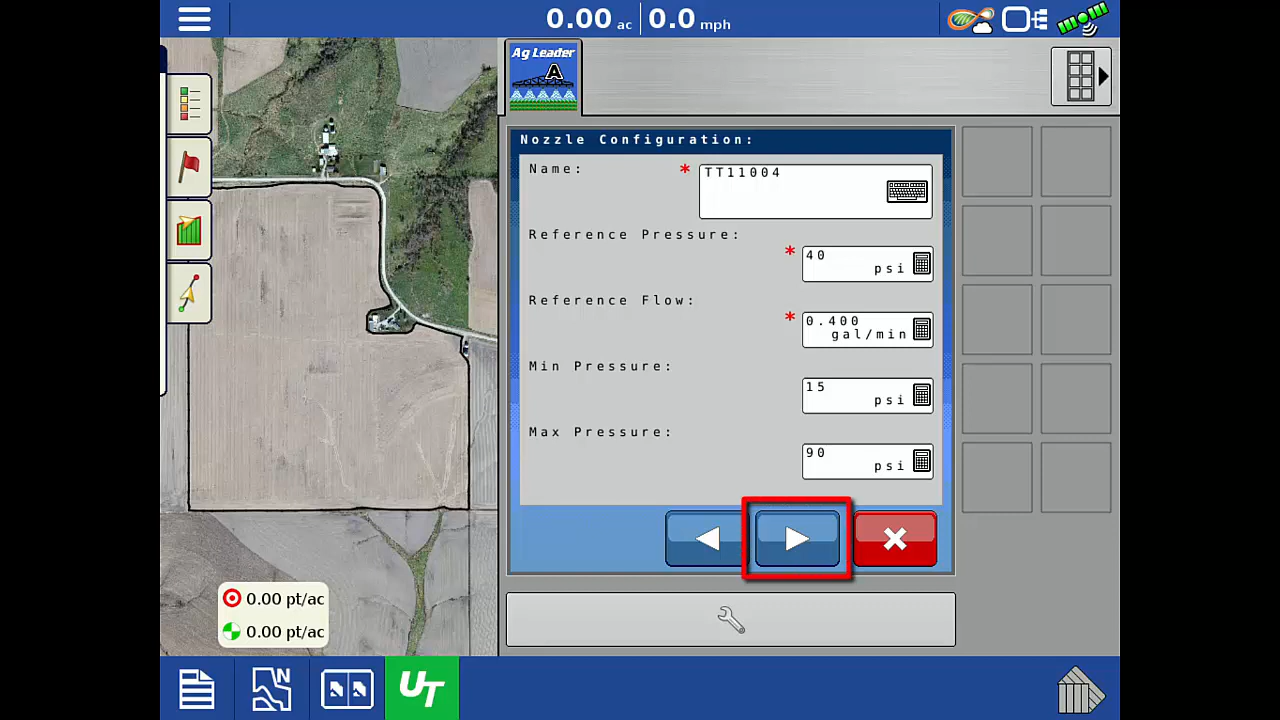 0.00 ac 0.0 mph
Ag Leader
A
Nozzle Configuration:
Name: * TT11004
Reference Pressure:
* 40 psi
Reference Flow:
* 0.400 gal/min
Min Pressure:
15 psi
Max Pressure:
90 psi
0.00 pt/ac
0.00 pt/ac
N
UT